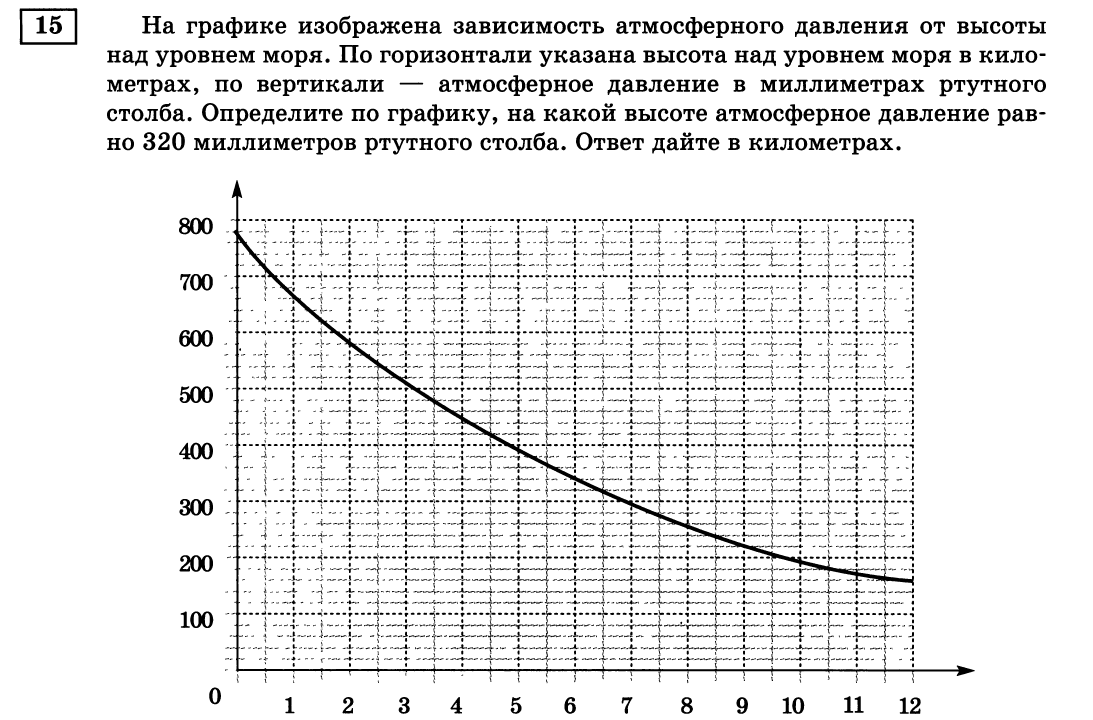 15 На графике изображена зависимость атмосферного давления от высоты
над уровнем моря. По горизонтали указана высота над уровнем моря в кило-
метрах, по вертикали — атмосферное давление в миллиметрах ртутного
столба. Определите по графику, на какой высоте атмосферное давление рав-
но 320 миллиметров ртутного столба. Ответ дайте в километрах.
800
700
600
500
400
300
200
100
0 1 2 3 4 5 6 7 8 9 10 11 12